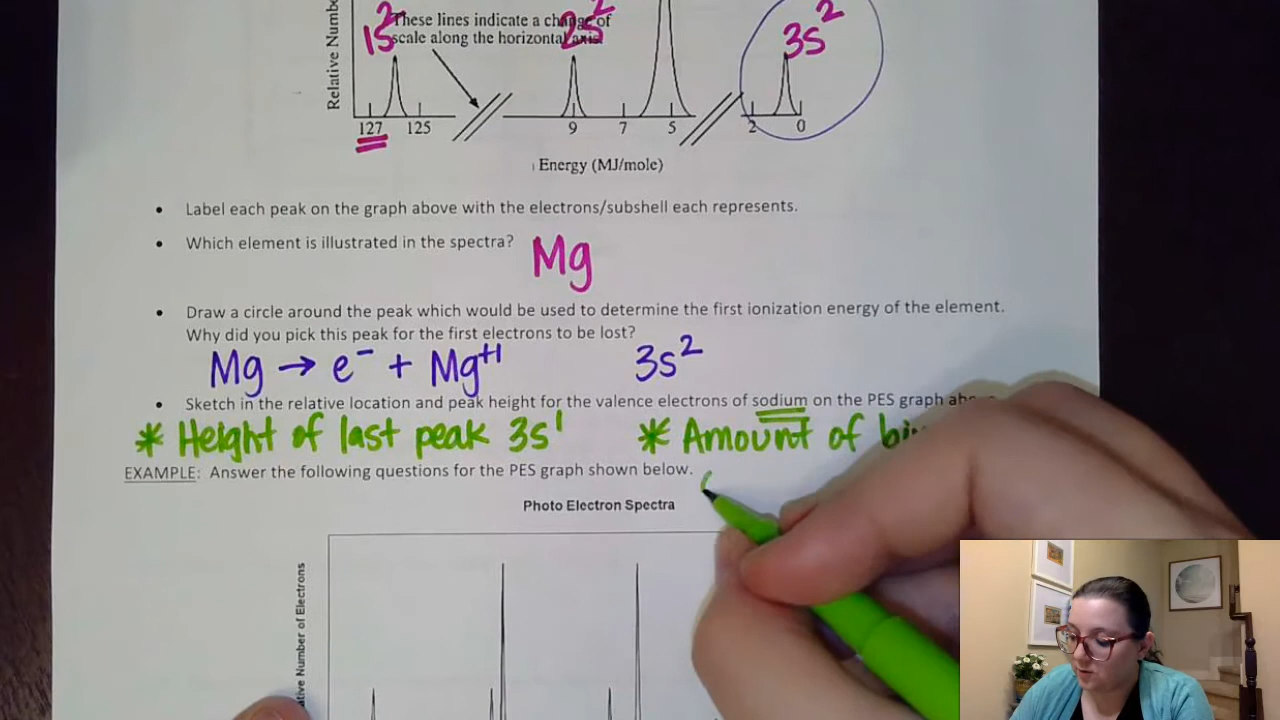 1s² These lines indicate a change of 2s² 3s²
scale along the horizontal axis.
Relative
127 125 9 7 5 2 0
Energy (MJ/mole)
• Label each peak on the graph above with the electrons/subshell each represents.
• Which element is illustrated in the spectra? Mg
• Draw a circle around the peak which would be used to determine the first ionization energy of the element.
Why did you pick this peak for the first electrons to be lost?
Mg → e⁻ + Mg⁺¹ 3s²
• Sketch in the relative location and peak height for the valence electrons of sodium on the PES graph
* Height of last peak 3s¹ * Amount of
EXAMPLE: Answer the following questions for the PES graph shown below.
Photo Electron Spectra
Number of Electrons